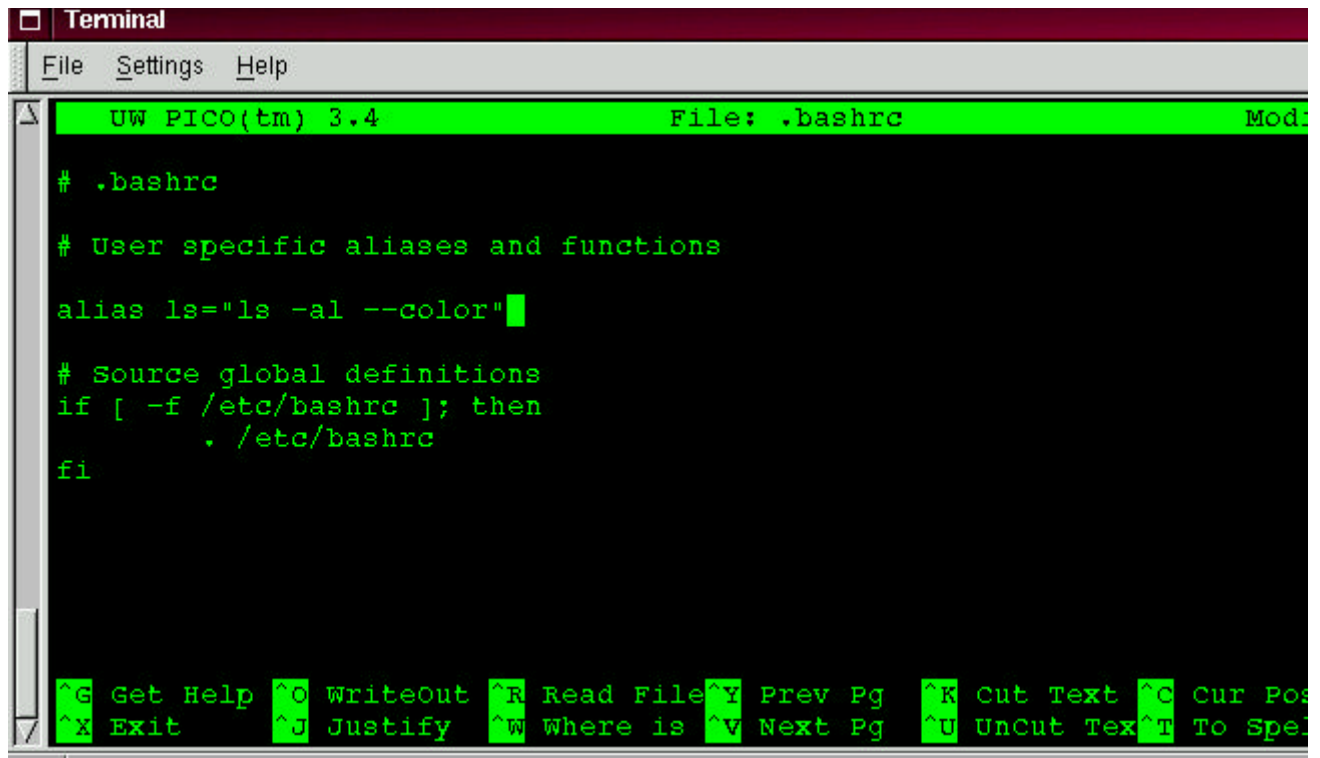 Terminal
File Settings Help
UW PICO(tm) 3.4 File: .bashrc Modi
# .bashrc
# User specific aliases and functions
alias ls="ls -al --color"
# Source global definitions
if [ -f /etc/bashrc ]; then
. /etc/bashrc
fi
^G Get Help ^O WriteOut ^R Read File ^Y Prev Pg ^K Cut Text ^C Cur Pos
^X Exit ^J Justify ^W Where is ^V Next Pg ^U UnCut Tex ^T To Spel